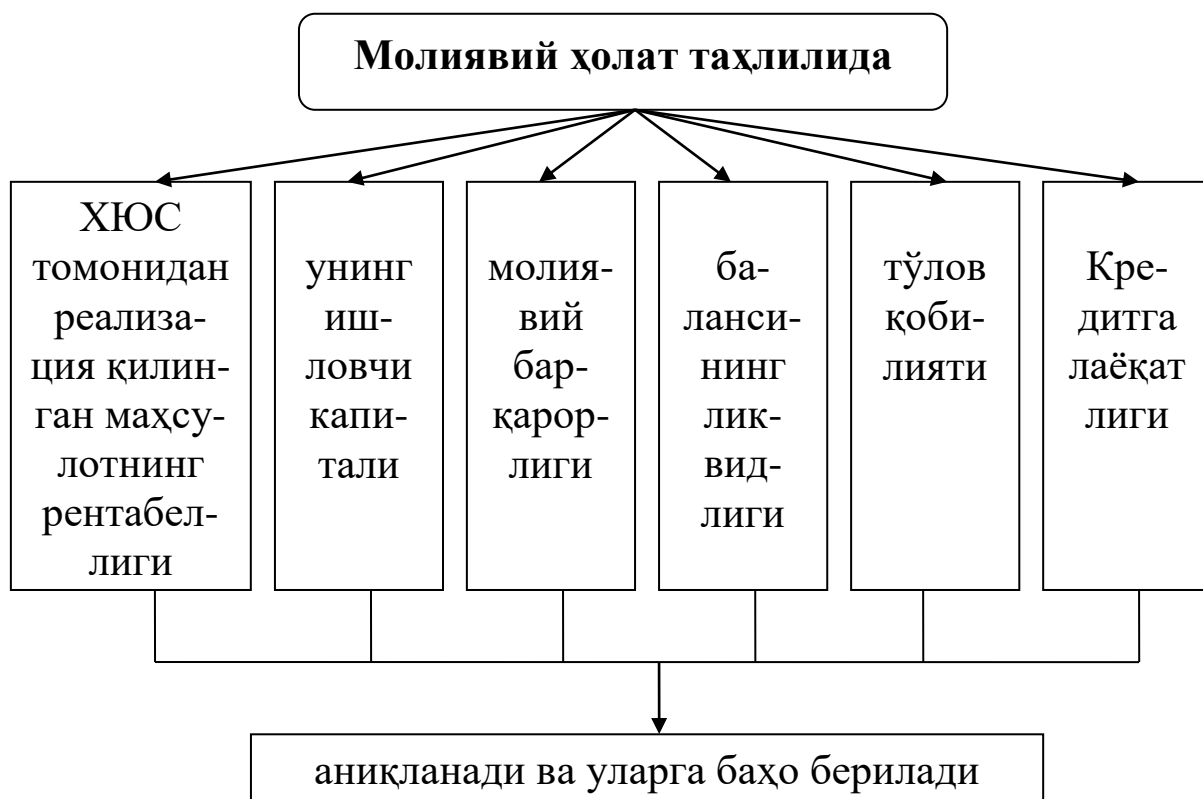 Молиявий ҳолат таҳлилида
ХЮС
томонидан
реализа-
ция қилин-
ган маҳсу-
лотнинг
рентабел-
лиги
унинг
иш-
ловчи
капи-
тали
молия-
вий
бар-
қарор-
лиги
ба-
ланси-
нинг
лик-
вид-
лиги
тўлов
қоби-
лияти
Кре-
дитга
лаёқат
лиги
аниқланади ва уларга баҳо берилади